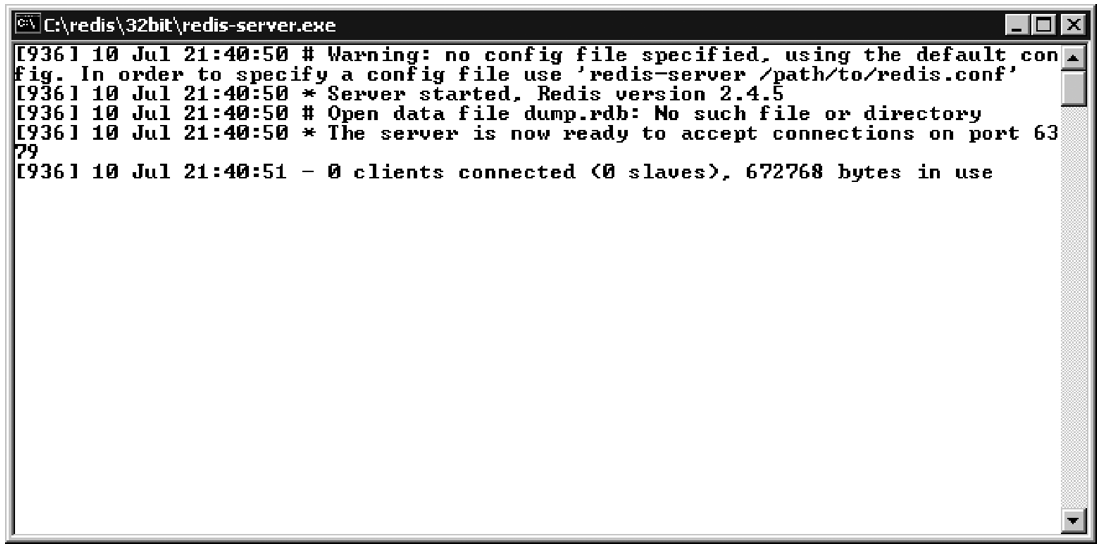 C:\redis\32bit\redis-server.exe
[936] 10 Jul 21:40:50 # Warning: no config file specified, using the default con
fig. In order to specify a config file use 'redis-server /path/to/redis.conf'
[936] 10 Jul 21:40:50 * Server started, Redis version 2.4.5
[936] 10 Jul 21:40:50 # Open data file dump.rdb: No such file or directory
[936] 10 Jul 21:40:50 * The server is now ready to accept connections on port 63
79
[936] 10 Jul 21:40:51 - 0 clients connected (0 slaves), 672768 bytes in use